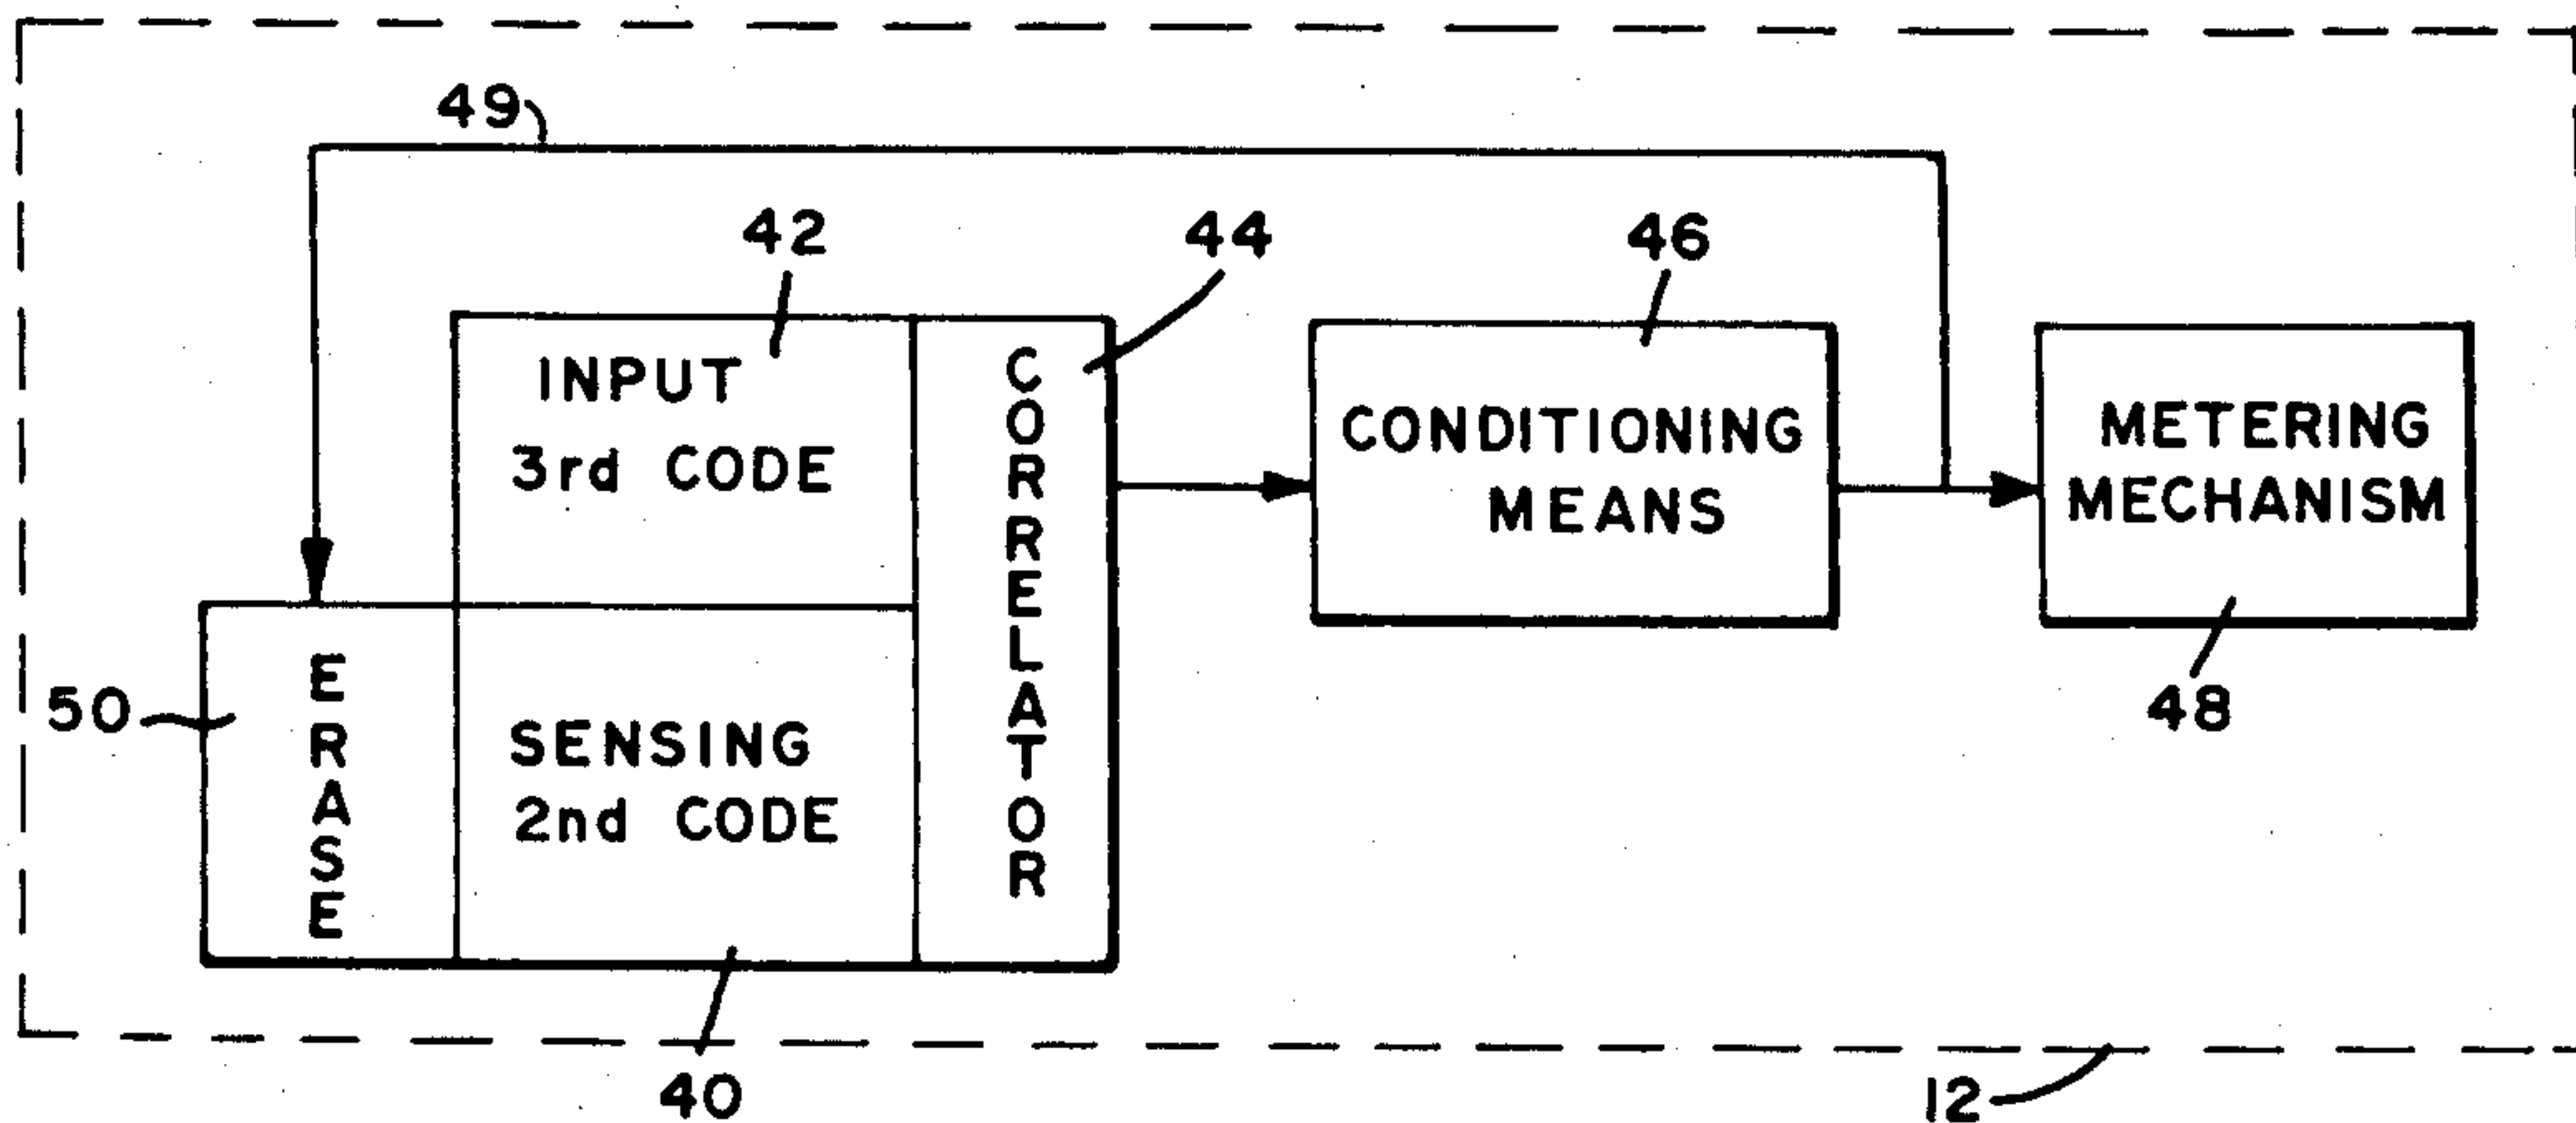 49
42
44
46
INPUT
3rd CODE
CORRELATOR
CONDITIONING
MEANS
METERING
MECHANISM
50
ERASE
SENSING
2nd CODE
48
40
12